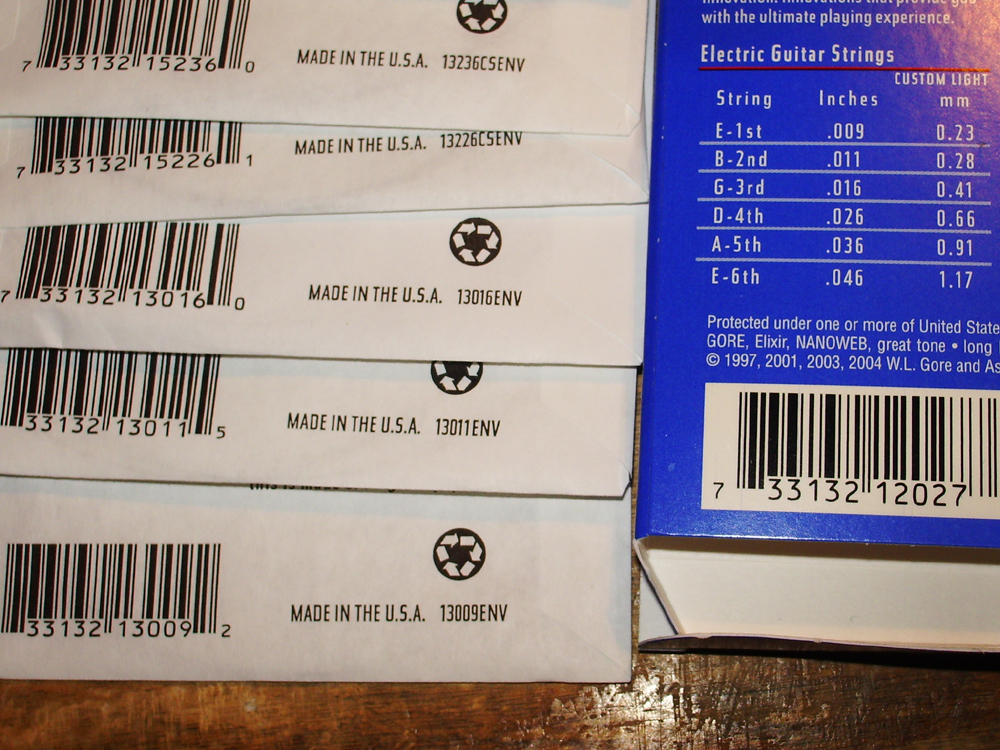 7 33132 15236 0
MADE IN THE U.S.A. 13236CSENV
7 33132 15226 1
MADE IN THE U.S.A. 13226CSENV
7 33132 13016 0
MADE IN THE U.S.A. 13016ENV
33132 13011 5
MADE IN THE U.S.A. 13011ENV
33132 13009 2
MADE IN THE U.S.A. 13009ENV
with the ultimate playing experience.
Electric Guitar Strings
CUSTOM LIGHT
String Inches mm
E-1st .009 0.23
B-2nd .011 0.28
G-3rd .016 0.41
D-4th .026 0.66
A-5th .036 0.91
E-6th .046 1.17
Protected under one or more of United State
GORE, Elixir, NANOWEB, great tone • long
© 1997, 2001, 2003, 2004 W.L. Gore and As
7 33132 12027